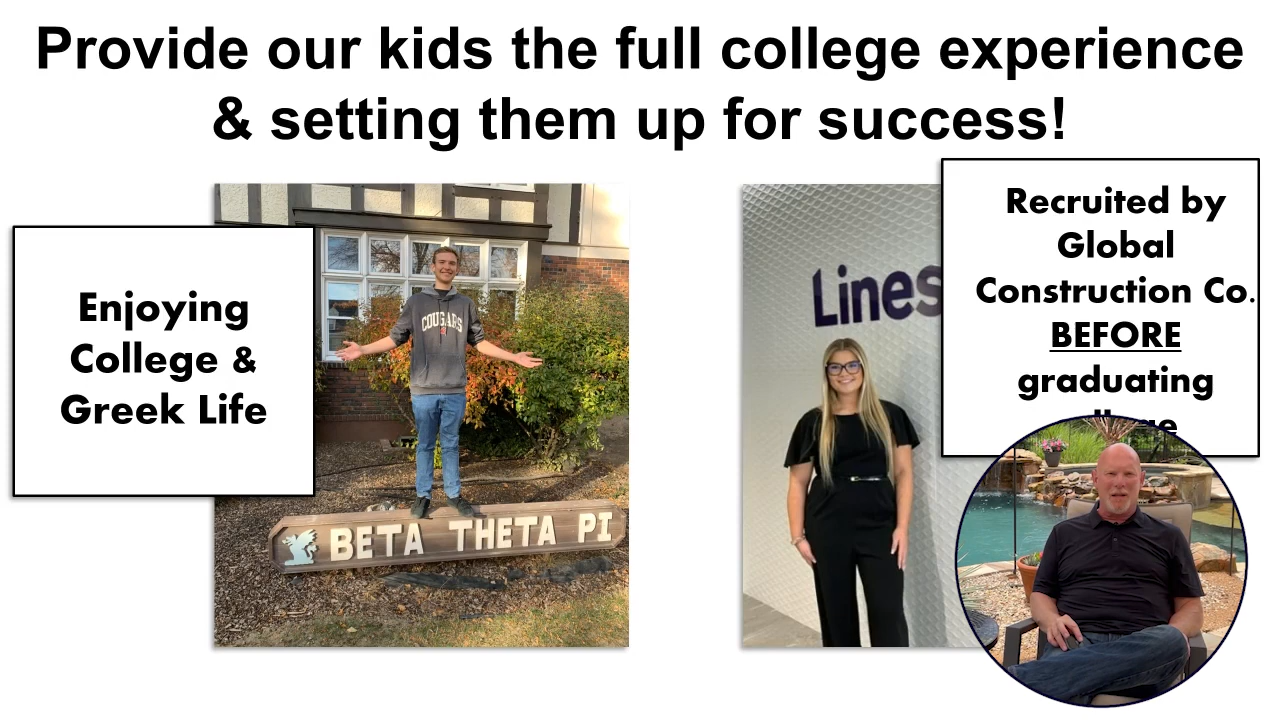 Provide our kids the full college experience
& setting them up for success!
Enjoying
College &
Greek Life
COUGARS
BETA THETA PI
Lines
Recruited by
Global
Construction Co.
BEFORE
graduating